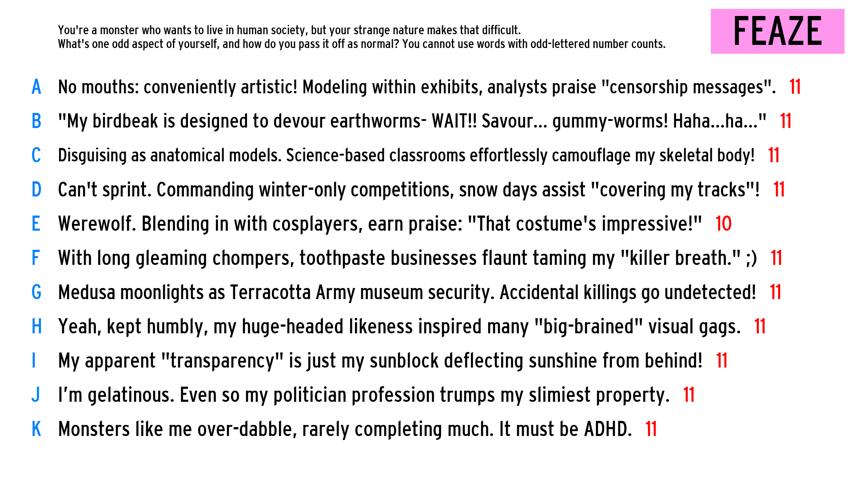 You're a monster who wants to live in human society, but your strange nature makes that difficult.
What's one odd aspect of yourself, and how do you pass it off as normal? You cannot use words with odd-lettered number counts.
FEAZE
A No mouths: conveniently artistic! Modeling within exhibits, analysts praise "censorship messages". 11
B "My birdbeak is designed to devour earthworms- WAIT!! Savour... gummy-worms! Haha...ha..." 11
C Disguising as anatomical models. Science-based classrooms effortlessly camouflage my skeletal body! 11
D Can't sprint. Commanding winter-only competitions, snow days assist "covering my tracks"! 11
E Werewolf. Blending in with cosplayers, earn praise: "That costume's impressive!" 10
F With long gleaming chompers, toothpaste businesses flaunt taming my "killer breath." ;) 11
G Medusa moonlights as Terracotta Army museum security. Accidental killings go undetected! 11
H Yeah, kept humbly, my huge-headed likeness inspired many "big-brained" visual gags. 11
I My apparent "transparency" is just my sunblock deflecting sunshine from behind! 11
J I'm gelatinous. Even so my politician profession trumps my slimiest property. 11
K Monsters like me over-dabble, rarely completing much. It must be ADHD. 11